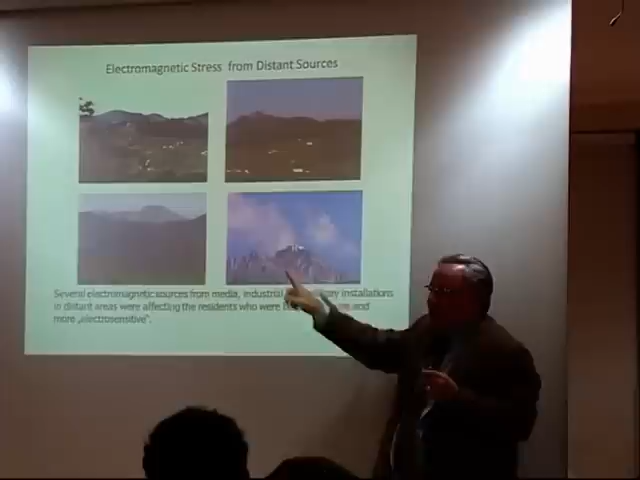 Electromagnetic Stress from Distant Sources
Several electromagnetic sources from media, industrial installations
in distant areas were affecting the residents who were and
more „electrosensitive".